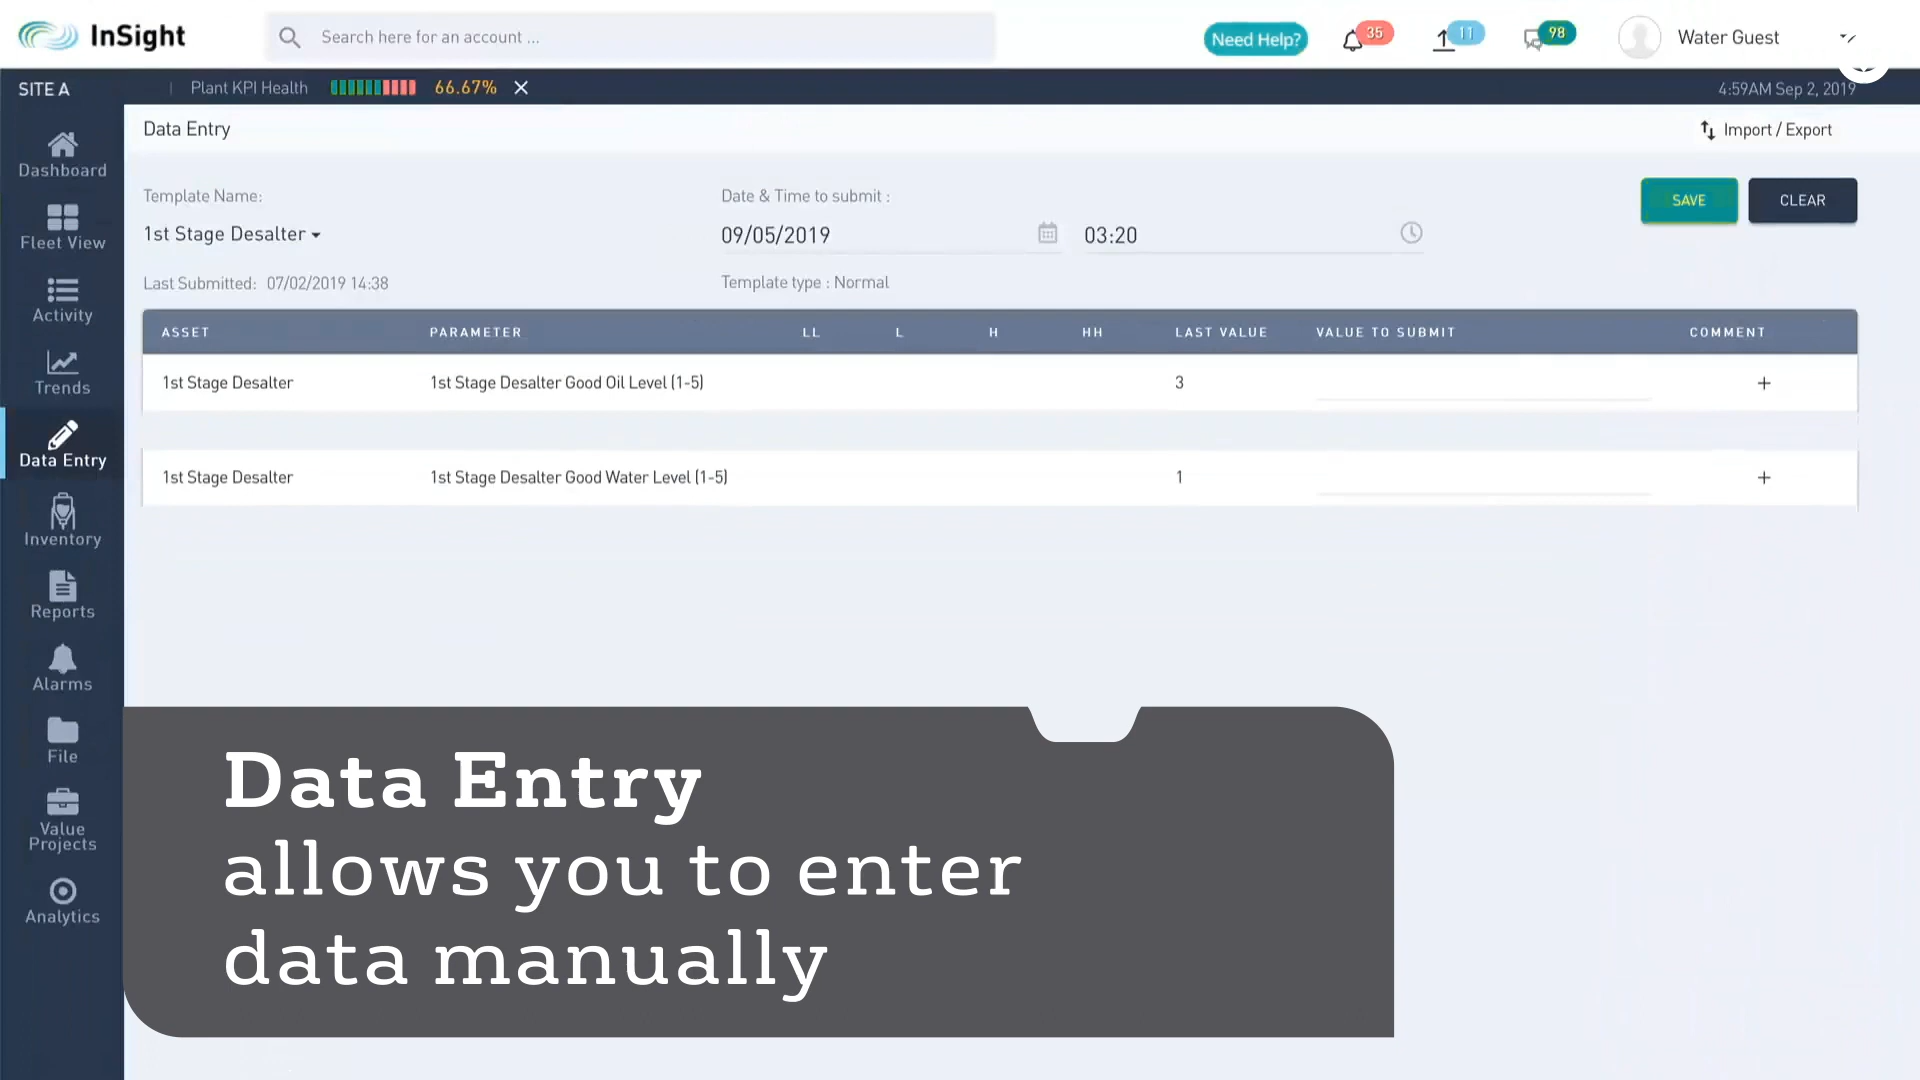 InSight
Search here for an account ...
Need Help?
35
11
98
Water Guest
SITE A
Plant KPI Health
66.67%
4:59AM Sep 2, 2019
Dashboard
Fleet View
Activity
Trends
Data Entry
Inventory
Reports
Alarms
File
Value
Projects
Analytics
Data Entry
Import / Export
Template Name:
1st Stage Desalter
Date & Time to submit :
09/05/2019
03:20
SAVE
CLEAR
Last Submitted: 07/02/2019 14:38
Template type : Normal
ASSET PARAMETER LL L H HH LAST VALUE VALUE TO SUBMIT COMMENT
1st Stage Desalter 1st Stage Desalter Good Oil Level (1-5) 3 +
1st Stage Desalter 1st Stage Desalter Good Water Level (1-5) 1 +
Data Entry
allows you to enter
data manually